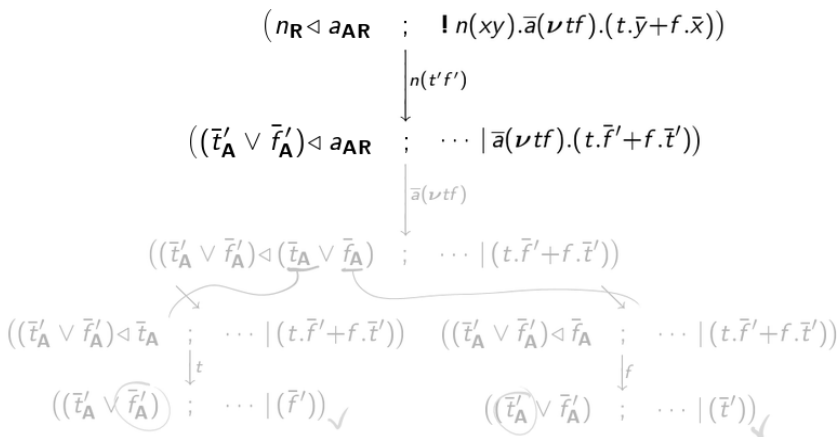 (n_R ◁ a_AR ; ! n(xy).a̅(νtf).(t.ȳ+f.x̄))
n(t′f′)
((t̄′_A ∨ f̄′_A) ◁ a_AR ; ··· | a̅(νtf).(t.f̄′+f.t̄′))
a̅(νtf)
((t̄′_A ∨ f̄′_A) ◁ (t̄_A ∨ f̄_A) ; ··· | (t.f̄′+f.t̄′))
((t̄′_A ∨ f̄′_A) ◁ t̄_A ; ··· | (t.f̄′+f.t̄′)) ((t̄′_A ∨ f̄′_A) ◁ f̄_A ; ··· | (t.f̄′+f.t̄′))
t f
((t̄′_A ∨ f̄′_A) ; ··· | (f̄′)) ((t̄′_A ∨ f̄′_A) ; ··· | (t̄′))